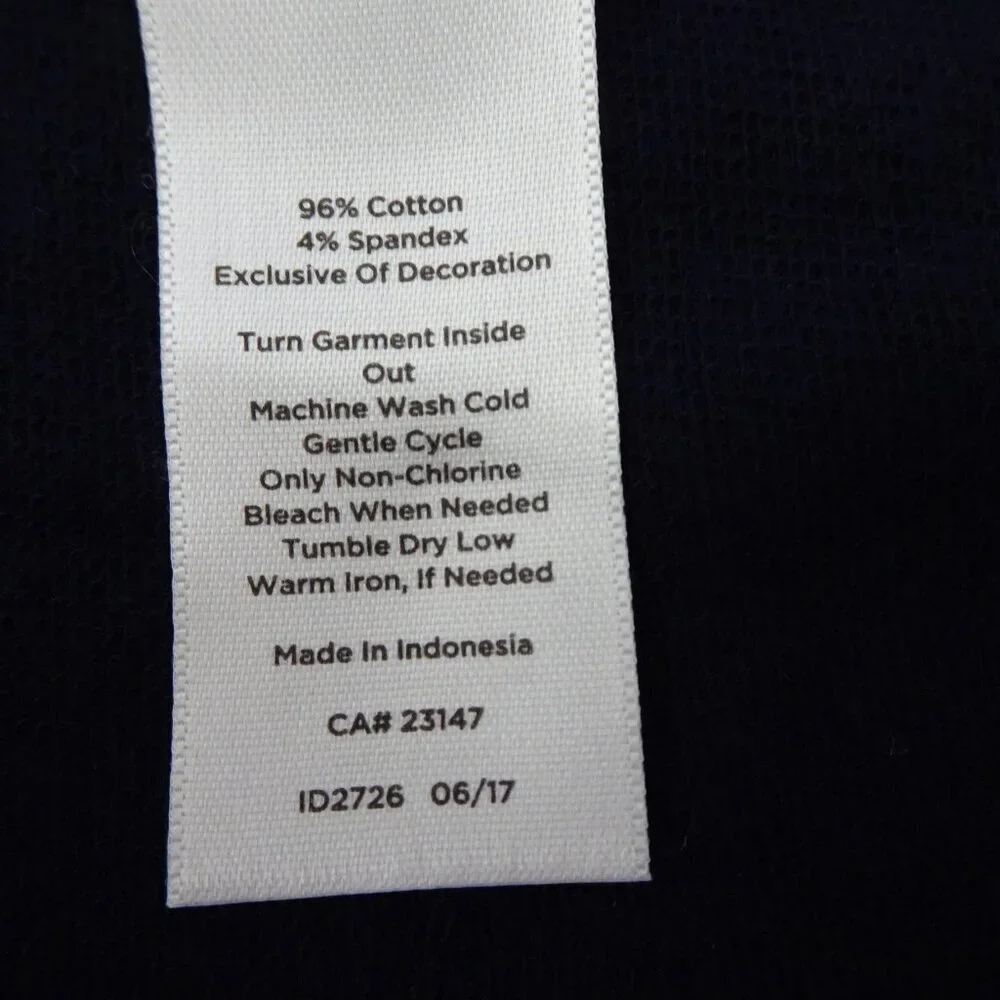 96% Cotton
4% Spandex
Exclusive Of Decoration
Turn Garment Inside
Out
Machine Wash Cold
Gentle Cycle
Only Non-Chlorine
Bleach When Needed
Tumble Dry Low
Warm Iron, If Needed
Made In Indonesia
CA# 23147
ID2726 06/17